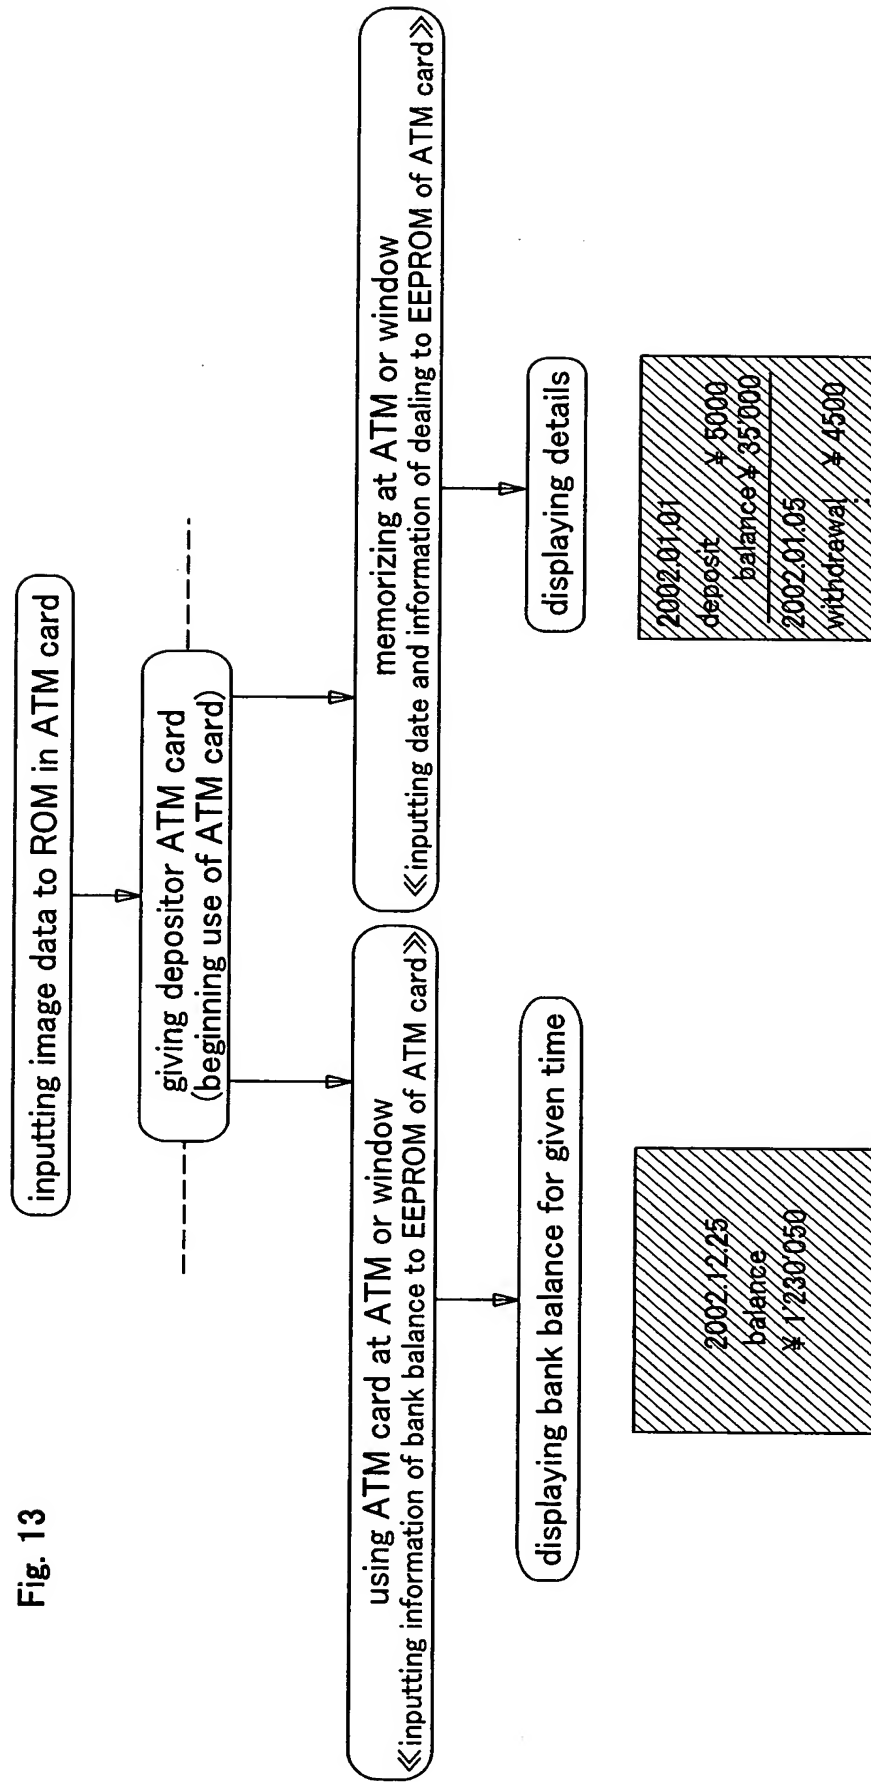 Fig. 13
inputting image data to ROM in ATM card
giving depositor ATM card
(beginning use of ATM card)
using ATM card at ATM or window
≪inputting information of bank balance to EEPROM of ATM card≫
displaying bank balance for given time
2002.12.25
balance
¥ 1'230'050
memorizing at ATM or window
≪inputting date and information of dealing to EEPROM of ATM card≫
displaying details
2002.01.01
deposit ¥ 5000
balance ¥ 35'000
2002.01.05
withdrawal ¥ 4500